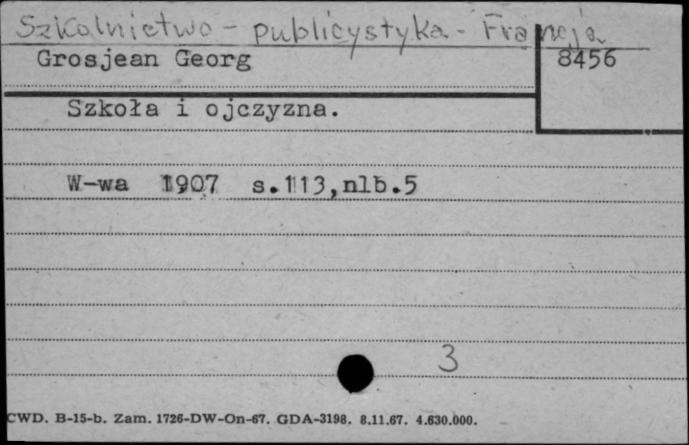 Szkolnictwo - publicystyka - Francja
Grosjean Georg
8456
Szkoła i ojczyzna.
W-wa 1907 s.113,nlb.5
3
CWD. B-15-b. Zam. 1726-DW-On-67. GDA-3198. 8.11.67. 4.630.000.